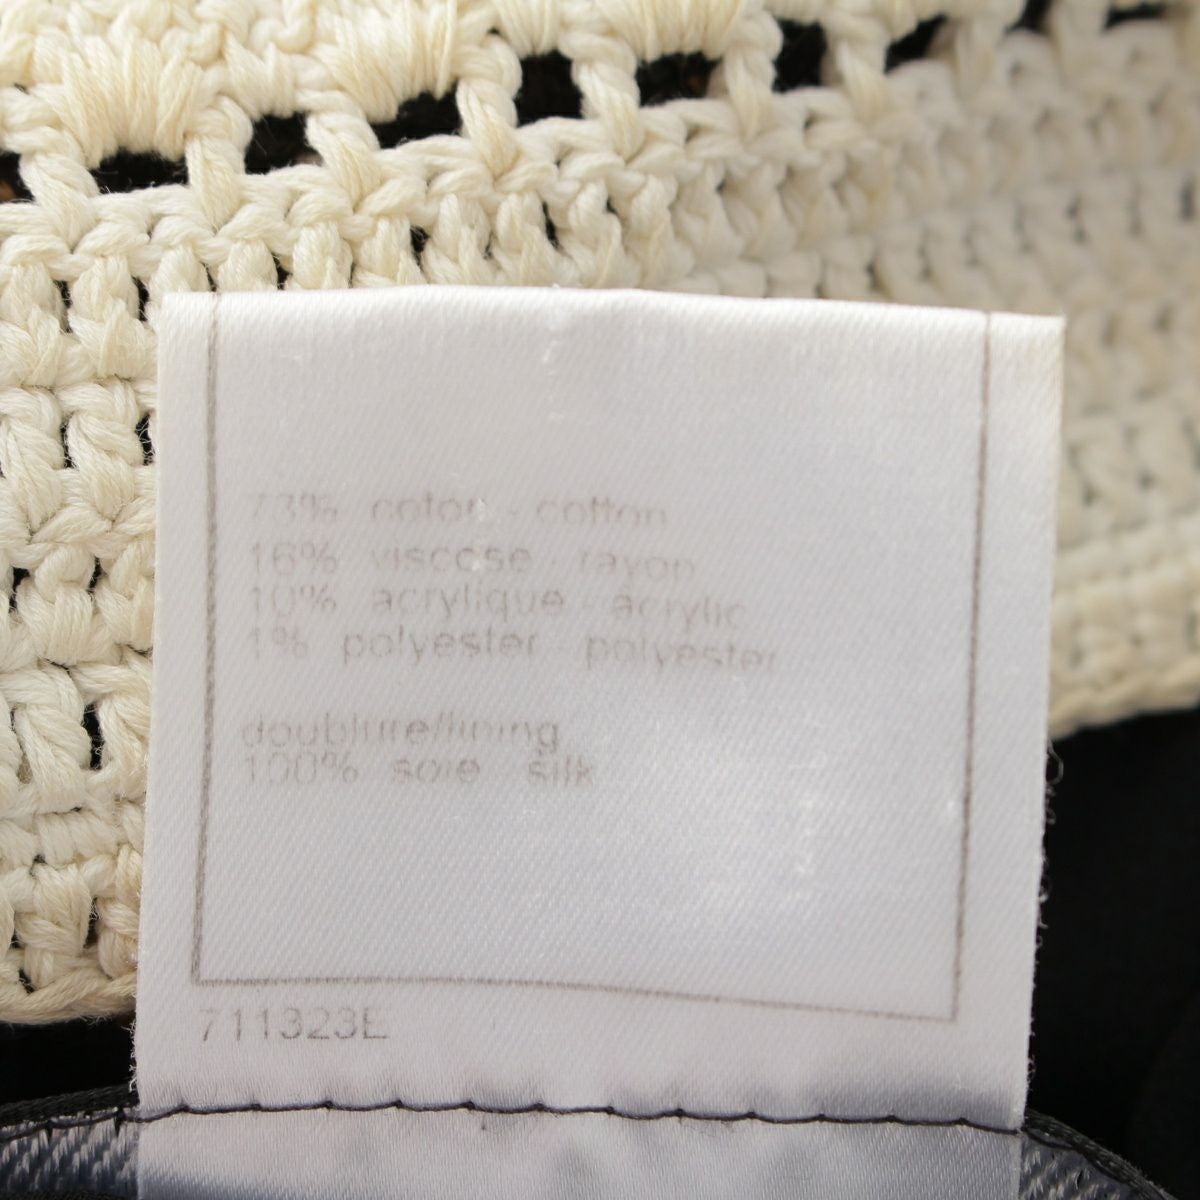 73% coton - cotton
16% viscose - rayon
10% acrylique - acrylic
1% polyester - polyester
doublure/lining
100% soie silk
711323E